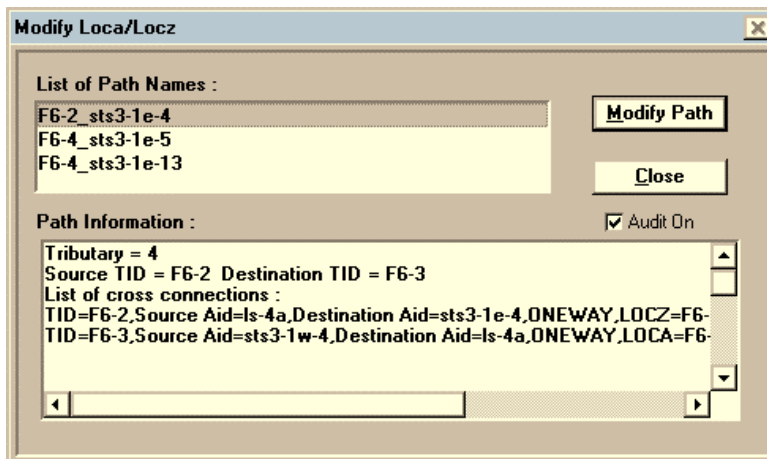 Modify Loca/Locz
List of Path Names :
F6-2_sts3-1e-4
F6-4_sts3-1e-5
F6-4_sts3-1e-13
Modify Path
Close
Path Information :
Audit On
Tributary = 4
Source TID = F6-2 Destination TID = F6-3
List of cross connections :
TID=F6-2,Source Aid=ls-4a,Destination Aid=sts3-1e-4,ONEWAY,LOCZ=F6-
TID=F6-3,Source Aid=sts3-1w-4,Destination Aid=ls-4a,ONEWAY,LOCA=F6-